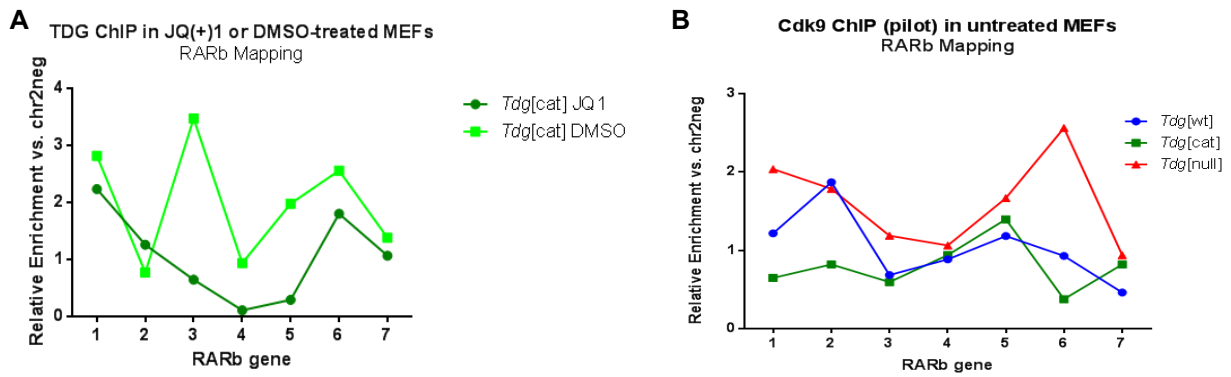 A
TDG ChIP in JQ(+)1 or DMSO-treated MEFs
RARb Mapping
Relative Enrichment vs. chr2neg
4
3
2
1
0
1 2 3 4 5 6 7
RARb gene
Tdg[cat] JQ1
Tdg[cat] DMSO
B
Cdk9 ChIP (pilot) in untreated MEFs
RARb Mapping
Relative Enrichment vs. chr2neg
3
2
1
0
1 2 3 4 5 6 7
RARb gene
Tdg[wt]
Tdg[cat]
Tdg[null]